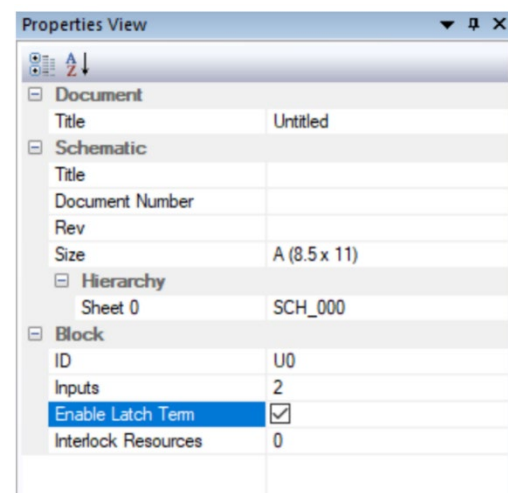 Properties View
A
Z
Document
Title Untitled
Schematic
Title
Document Number
Rev
Size A (8.5 x 11)
Hierarchy
Sheet 0 SCH_000
Block
ID U0
Inputs 2
Enable Latch Term
Interlock Resources 0